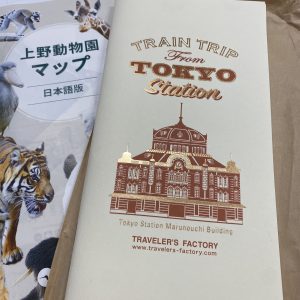 上野動物園
マップ
日本語版
TRAIN TRIP
From
TOKYO
Station
Tokyo Station Marunouchi Building
TRAVELER'S FACTORY
www.travelers-factory.com